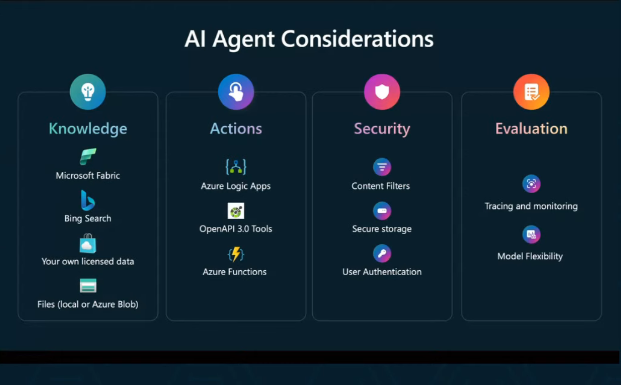 AI Agent Considerations
Knowledge
Microsoft Fabric
Bing Search
Your own licensed data
Files (local or Azure Blob)
Actions
Azure Logic Apps
OpenAPI 3.0 Tools
Azure Functions
Security
Content Filters
Secure storage
User Authentication
Evaluation
Tracing and monitoring
Model Flexibility